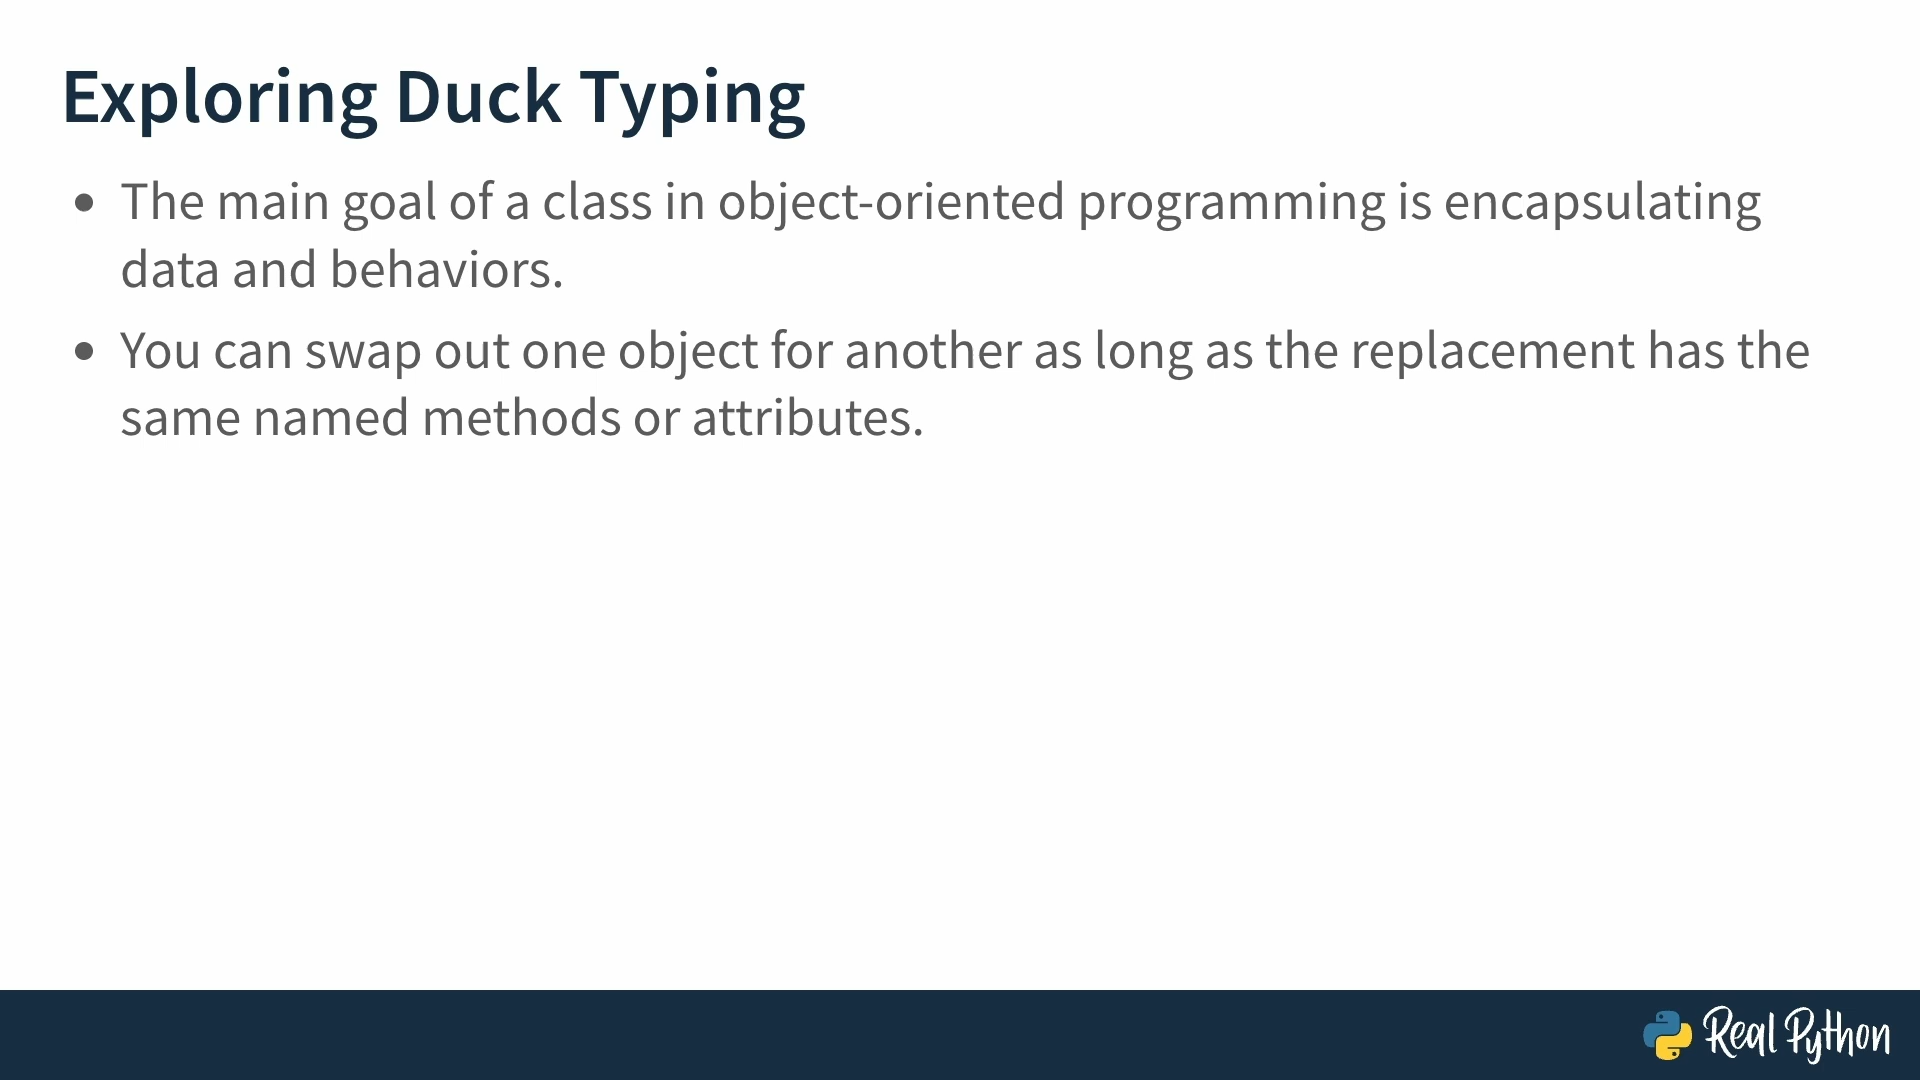 Exploring Duck Typing
• The main goal of a class in object-oriented programming is encapsulating
data and behaviors.
• You can swap out one object for another as long as the replacement has the
same named methods or attributes.
Real Python